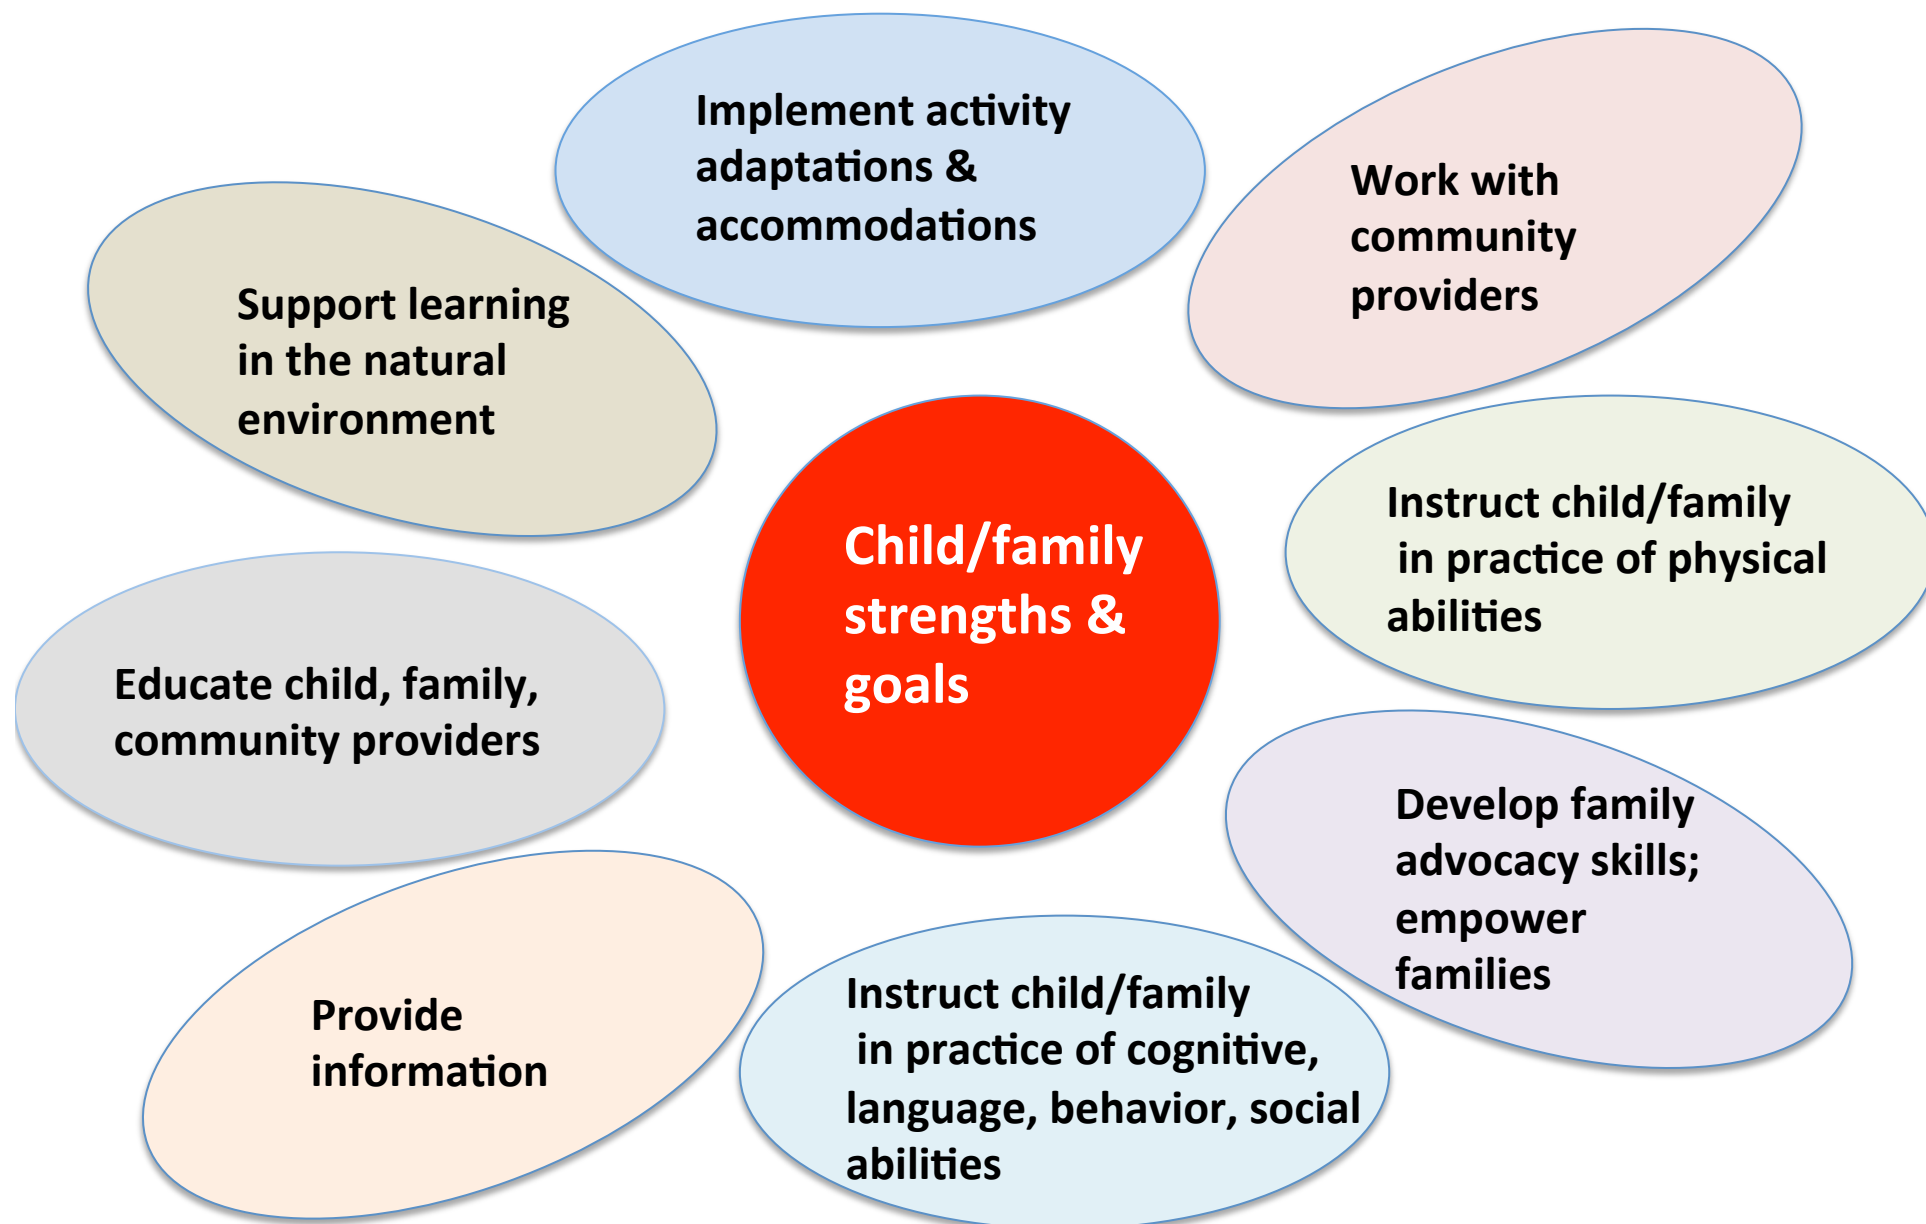 Implement activity
adaptations &
accommodations
Work with
community
providers
Support learning
in the natural
environment
Instruct child/family
in practice of physical
abilities
Child/family
strengths &
goals
Educate child, family,
community providers
Develop family
advocacy skills;
empower
families
Provide
information
Instruct child/family
in practice of cognitive,
language, behavior, social
abilities